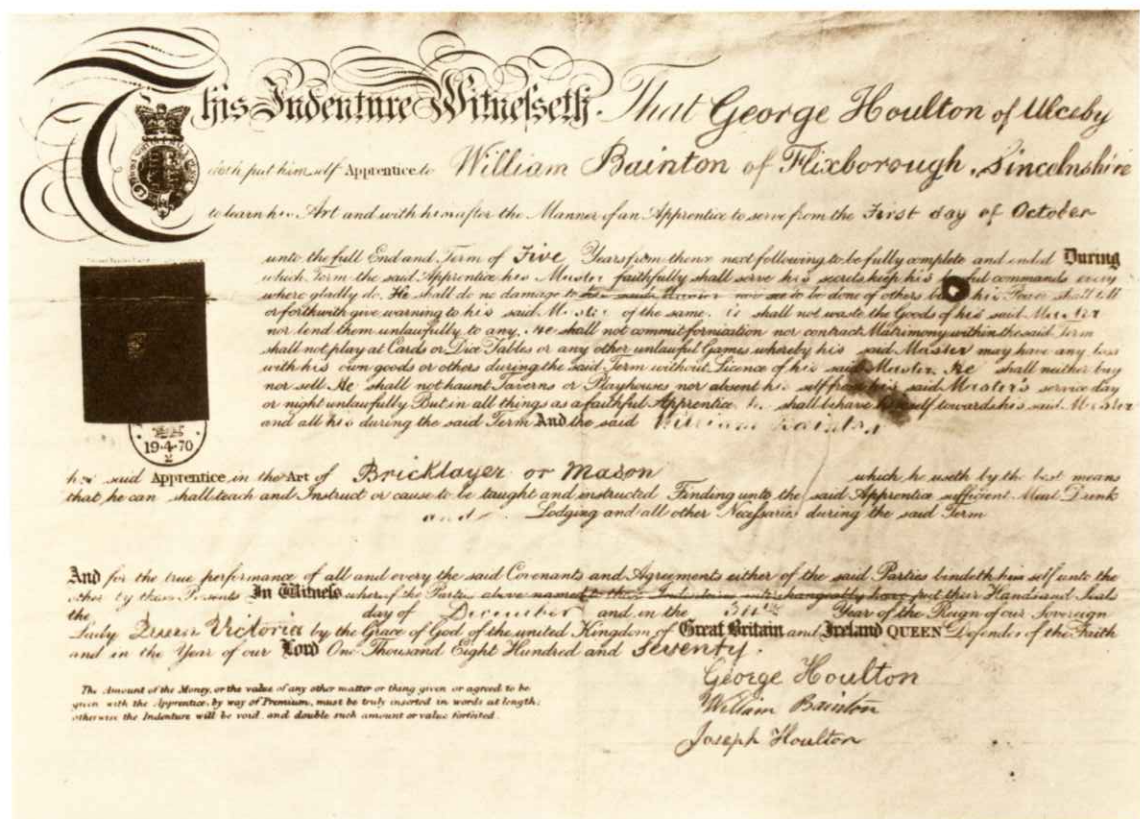 This Indenture Witnesseth. That George Houlton of Ulceby
doth put himself Apprentice to William Bainton of Flixborough, Lincolnshire
to learn his Art and with him after the Manner of an Apprentice to serve from the First day of October
unto the full End and Term of Five Years from thence next following to be fully complete and ended During
which Term the said Apprentice his Master faithfully shall serve his secrets keep his commands every
where gladly do. He shall do no damage to his said Master nor see to be done of others his Power shall tell
or forthwith give warning to his said Master of the same. shall not waste the Goods of his said Master
nor lend them unlawfully to any. He shall not commit fornication nor contract Matrimony within the said Term
shall not play at Cards or Dice Tables or any other unlawful Games whereby his said Master may have any loss
with his own goods or others during the said Term without Licence of his said Master. He shall neither buy
nor sell. He shall not haunt Taverns or Playhouses nor absent his self from his said Master's service day
or night unlawfully But in all things as a faithful Apprentice he shall behave himself towards his said Master
and all his during the said Term And the said William Bainton
19·4·70
his said Apprentice in the Art of Bricklayer or Mason which he useth by the best means
that he can shall teach and Instruct or cause to be taught and instructed Finding unto the said Apprentice sufficient Meat Drink
and Lodging and all other Necessaries during the said Term
And for the true performance of all and every the said Covenants and Agreements either of the said Parties bindeth himself unto the
other by these Presents In Witness whereof the Parties above named to these Indentures interchangeably have put their Hands and Seals
the day of December and in the Year of the Reign of our Sovereign
Lady Queen Victoria by the Grace of God of the united Kingdom of Great Britain and Ireland QUEEN Defender of the Faith
and in the Year of our Lord One Thousand Eight Hundred and Seventy.
George Houlton
William Bainton
Joseph Houlton
The Amount of the Money, or the value of any other matter or thing given or agreed to be
given with the Apprentice, by way of Premium, must be truly inserted in words at length;
otherwise the Indenture will be void, and double such amount or value forfeited.